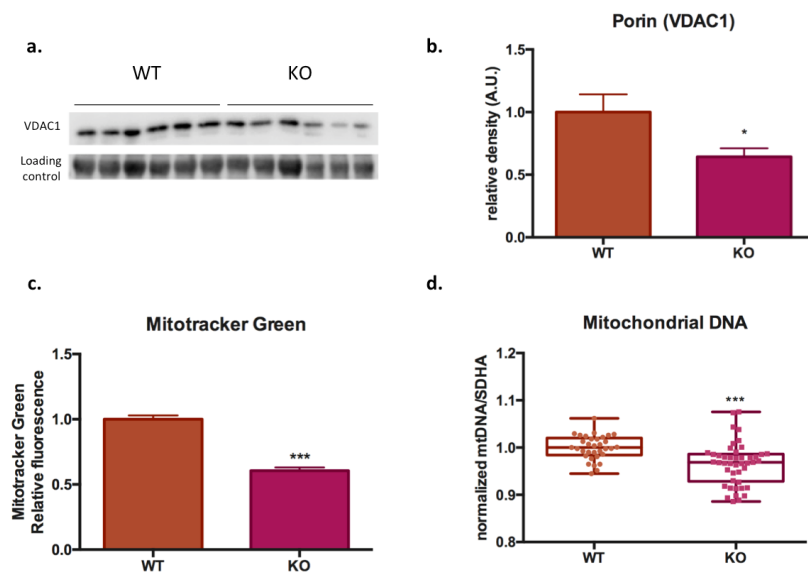 a.
WT KO
VDAC1
Loading
control
b.
Porin (VDAC1)
relative density (A.U.)
1.5
1.0
0.5
0.0
*
WT KO
c.
Mitotracker Green
Mitotracker Green
Relative fluorescence
1.5
1.0
0.5
0.0
***
WT KO
d.
Mitochondrial DNA
normalized mtDNA/SDHA
1.2
1.1
1.0
0.9
0.8
***
WT KO